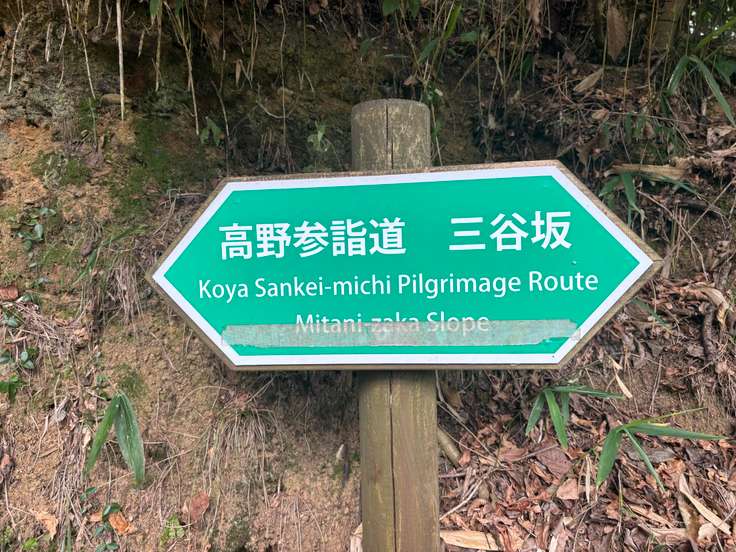 高野参詣道　三谷坂
Koya Sankei-michi Pilgrimage Route
Mitani-zaka Slope